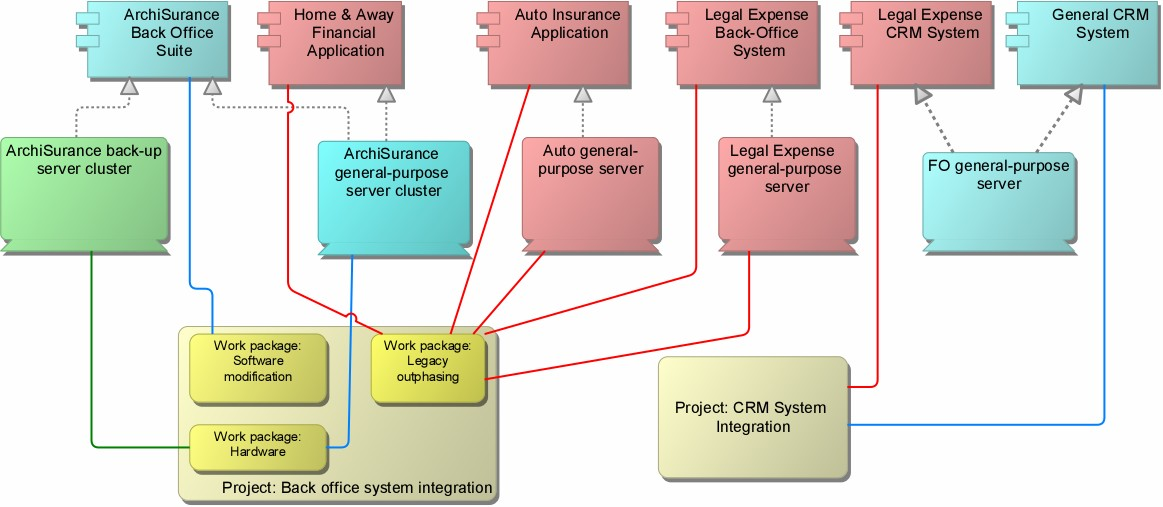 ArchiSurance
Back Office
Suite
Home & Away
Financial
Application
Auto Insurance
Application
Legal Expense
Back-Office
System
Legal Expense
CRM System
General CRM
System
ArchiSurance back-up
server cluster
ArchiSurance
general-purpose
server cluster
Auto general-
purpose server
Legal Expense
general-purpose
server
FO general-purpose
server
Work package:
Software
modification
Work package:
Legacy
outphasing
Work package:
Hardware
Project: Back office system integration
Project: CRM System
Integration